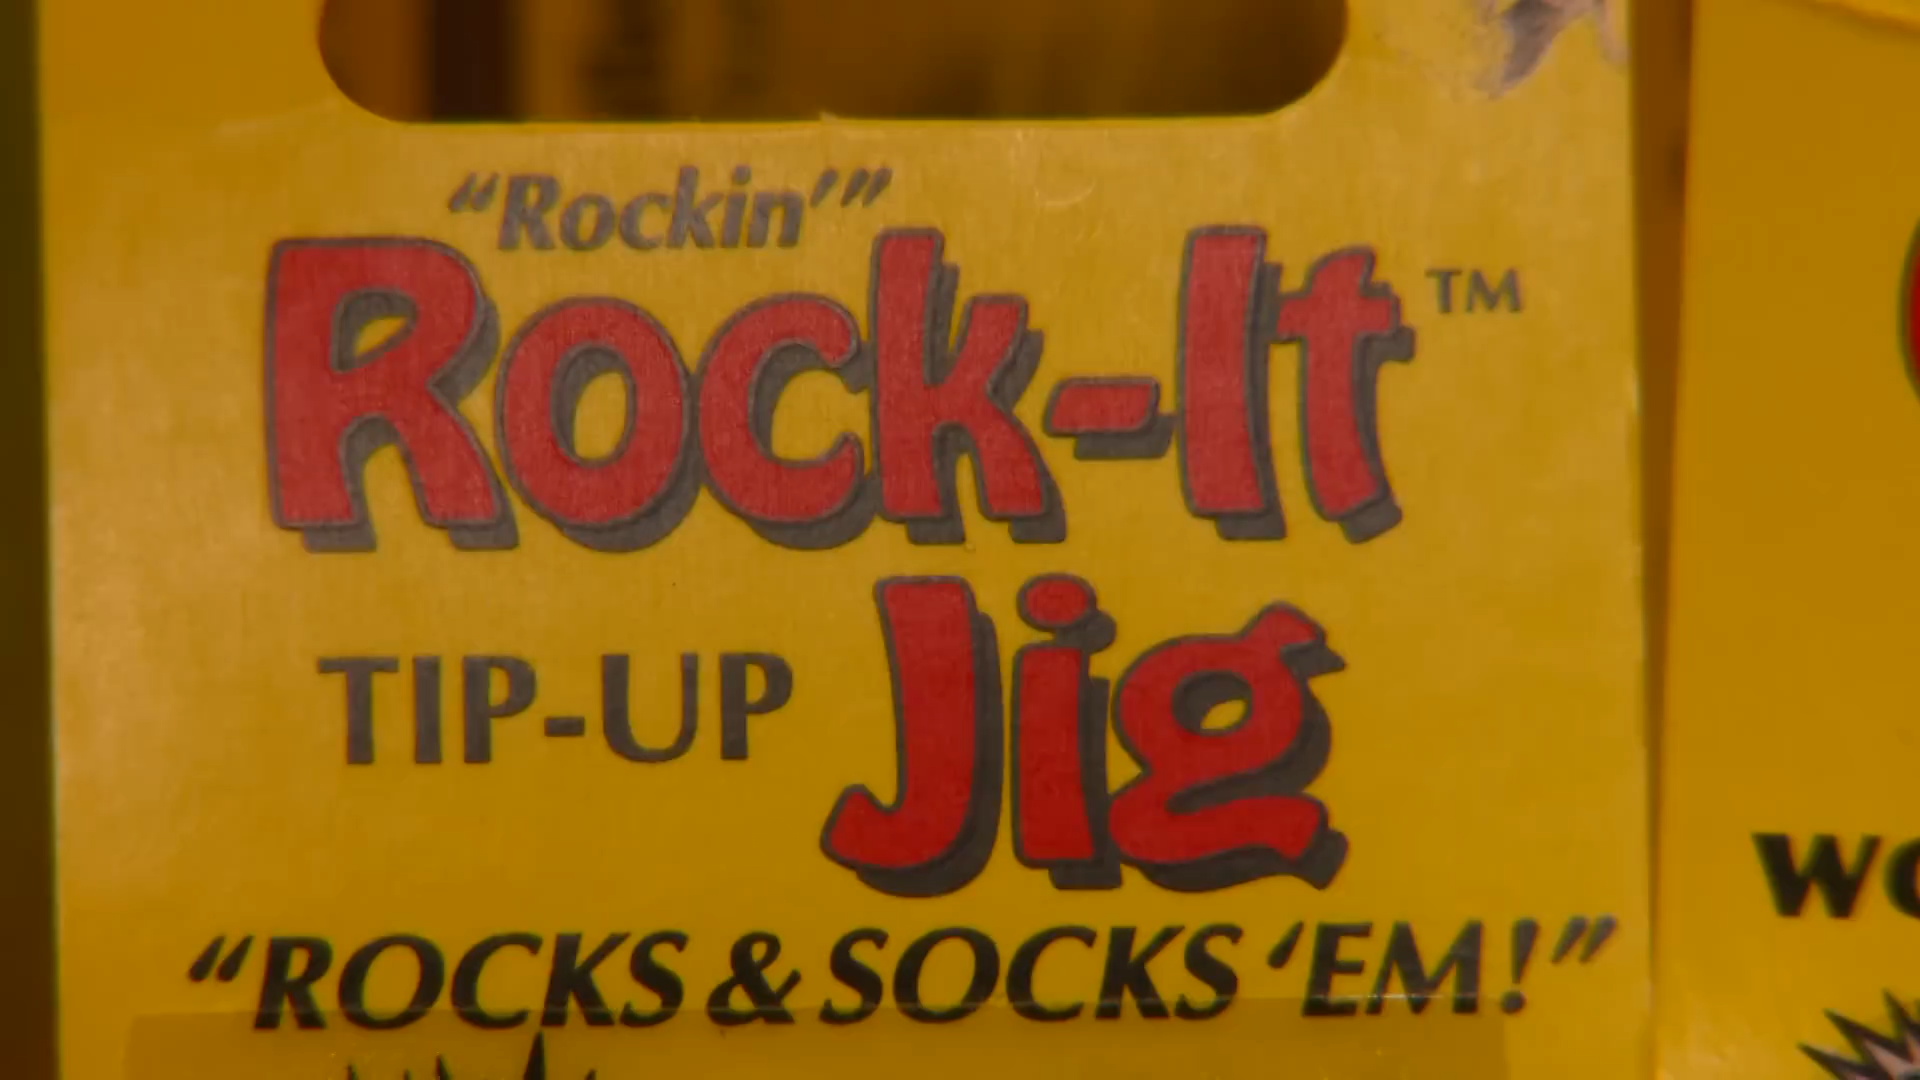 “Rockin’”
Rock-It™
TIP-UP Jig
“ROCKS & SOCKS ‘EM!”